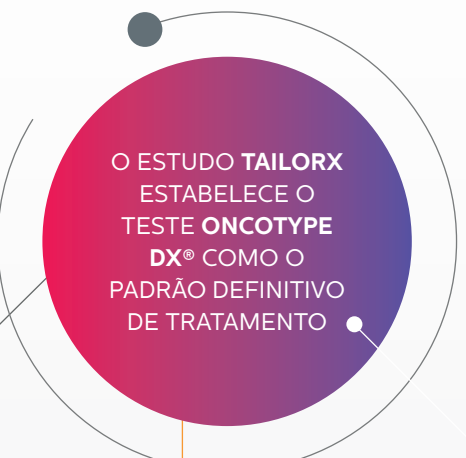 O ESTUDO TAILORX
ESTABELECE O
TESTE ONCOTYPE
DX® COMO O
PADRÃO DEFINITIVO
DE TRATAMENTO